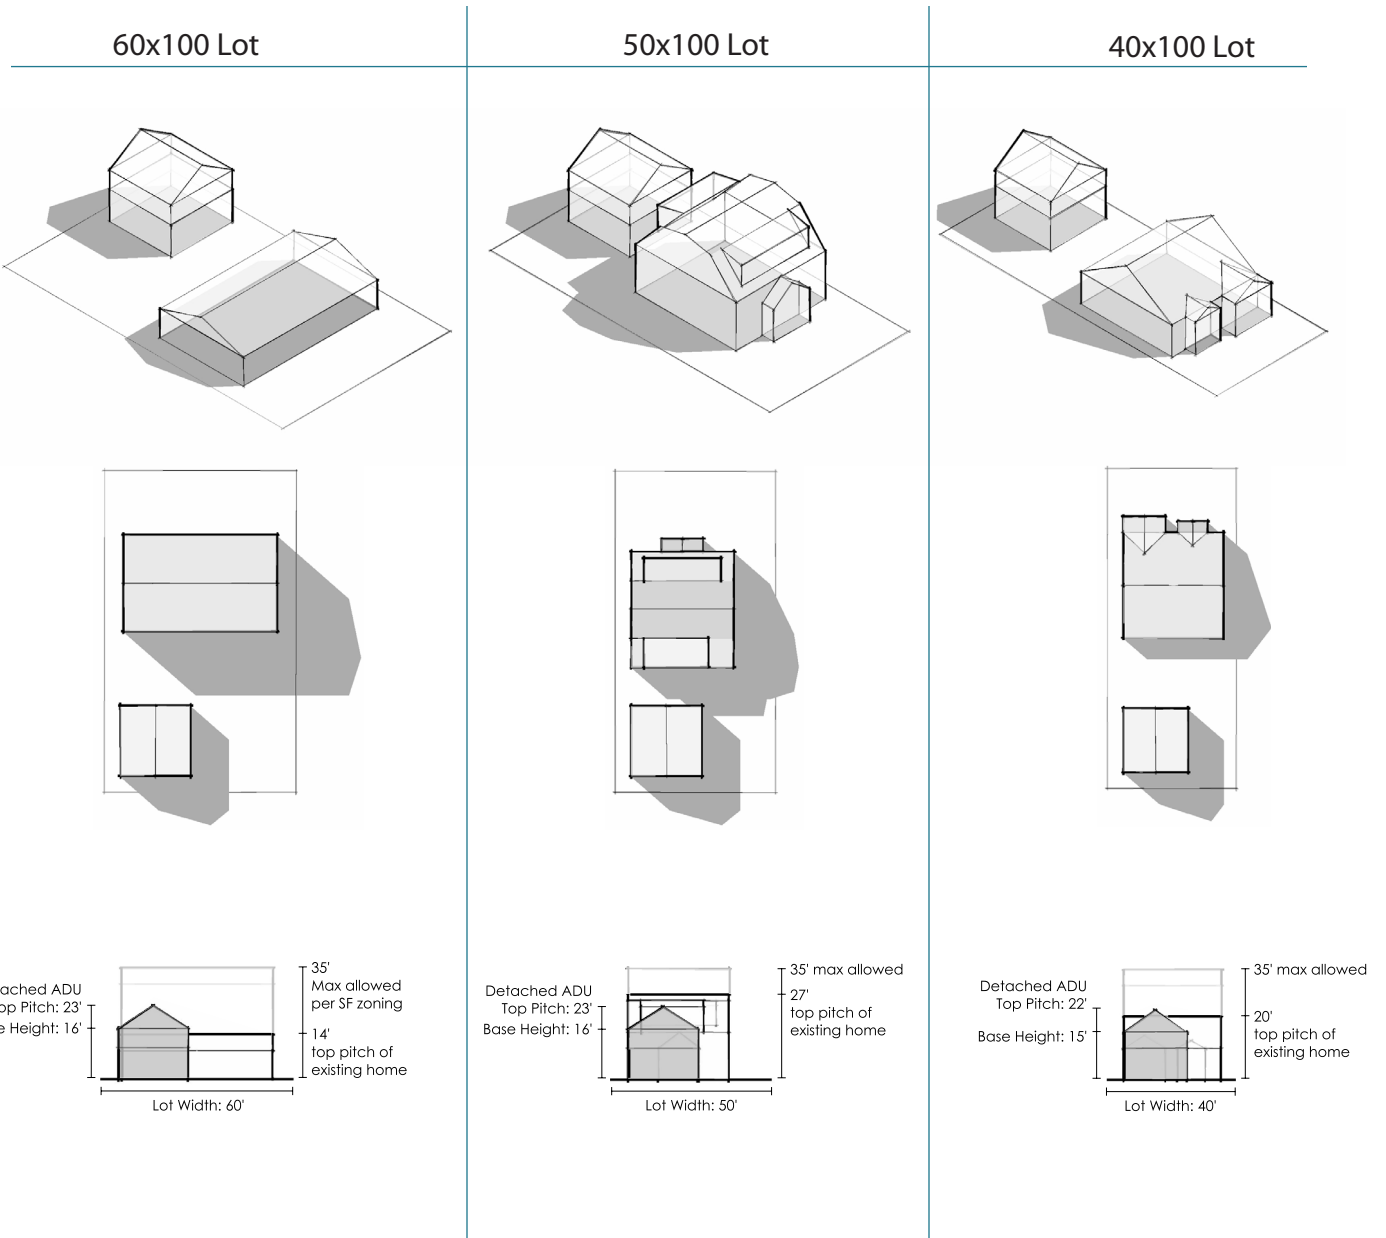 60x100 Lot
50x100 Lot
40x100 Lot
tached ADU
op Pitch: 23'
e Height: 16'
35'
Max allowed
per SF zoning
14'
top pitch of
existing home
Lot Width: 60'
Detached ADU
Top Pitch: 23'
Base Height: 16'
35' max allowed
27'
top pitch of
existing home
Lot Width: 50'
Detached ADU
Top Pitch: 22'
Base Height: 15'
35' max allowed
20'
top pitch of
existing home
Lot Width: 40'